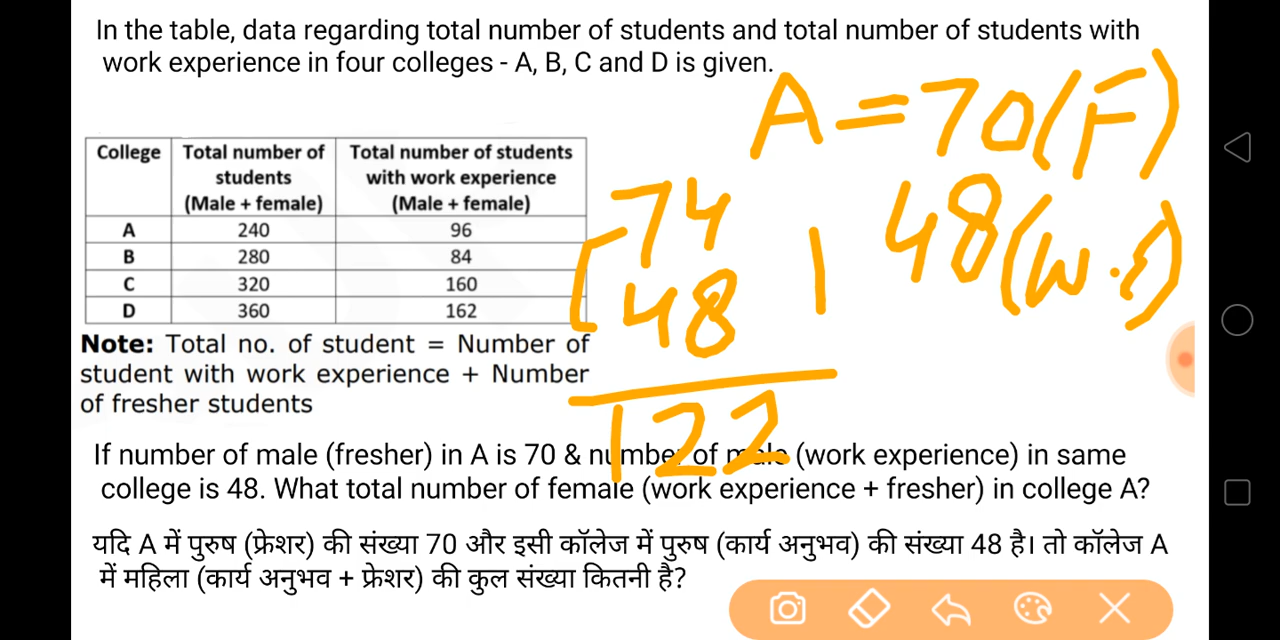 In the table, data regarding total number of students and total number of students with
work experience in four colleges - A, B, C and D is given.
A = 70(F)
48(W.E)
College Total number of students (Male + female) Total number of students with work experience (Male + female)
A 240 96
B 280 84
C 320 160
D 360 162
74
48
122
Note: Total no. of student = Number of
student with work experience + Number
of fresher students
If number of male (fresher) in A is 70 & number of male (work experience) in same
college is 48. What total number of female (work experience + fresher) in college A?
यदि A में पुरुष (फ्रेशर) की संख्या 70 और इसी कॉलेज में पुरुष (कार्य अनुभव) की संख्या 48 है। तो कॉलेज A
में महिला (कार्य अनुभव + फ्रेशर) की कुल संख्या कितनी है?